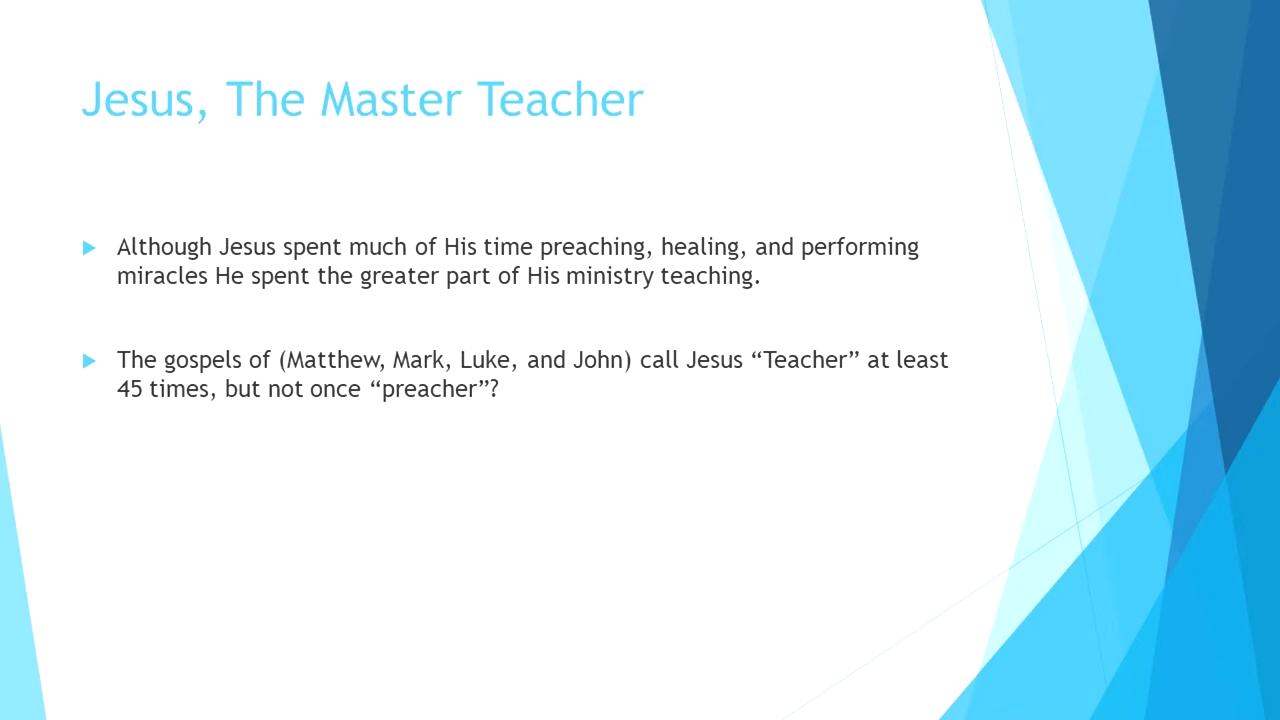 Jesus, The Master Teacher
Although Jesus spent much of His time preaching, healing, and performing
miracles He spent the greater part of His ministry teaching.
The gospels of (Matthew, Mark, Luke, and John) call Jesus “Teacher” at least
45 times, but not once “preacher”?